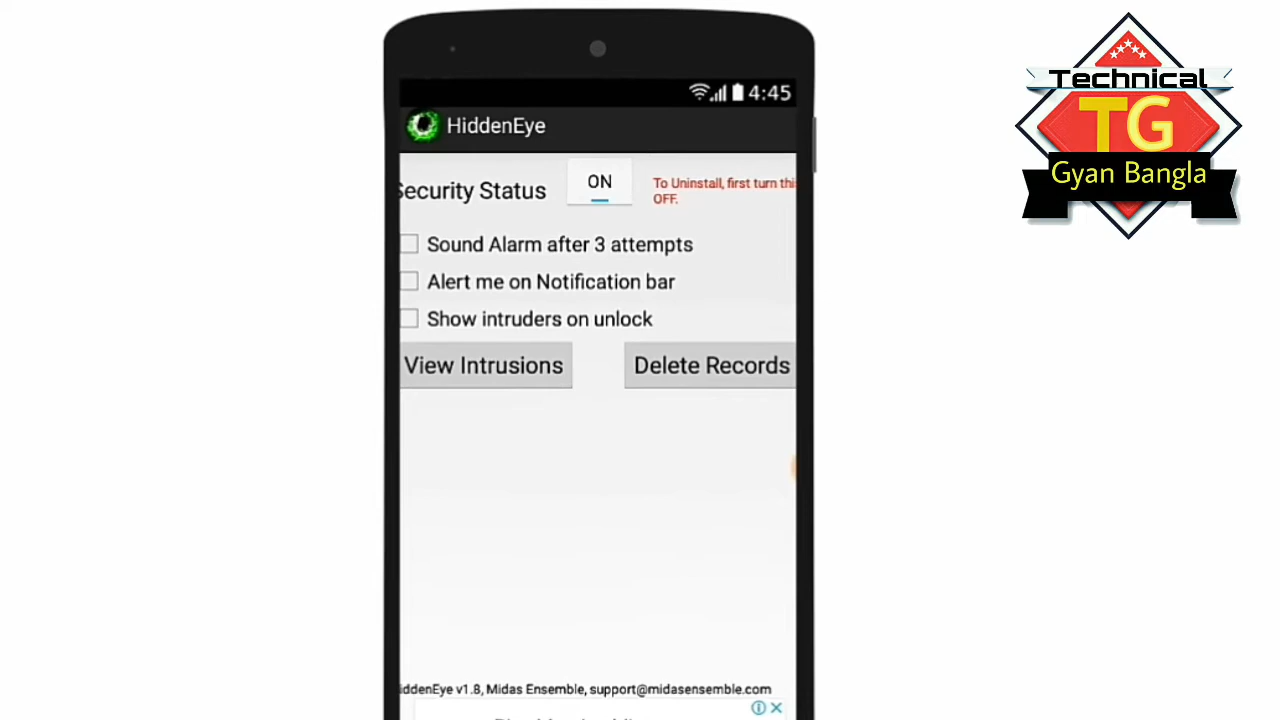 4:45
HiddenEye
Security Status
ON
To Uninstall, first turn this
OFF.
Sound Alarm after 3 attempts
Alert me on Notification bar
Show intruders on unlock
View Intrusions
Delete Records
iddenEye v1.8, Midas Ensemble, support@midasensemble.com
Technical
TG
Gyan Bangla